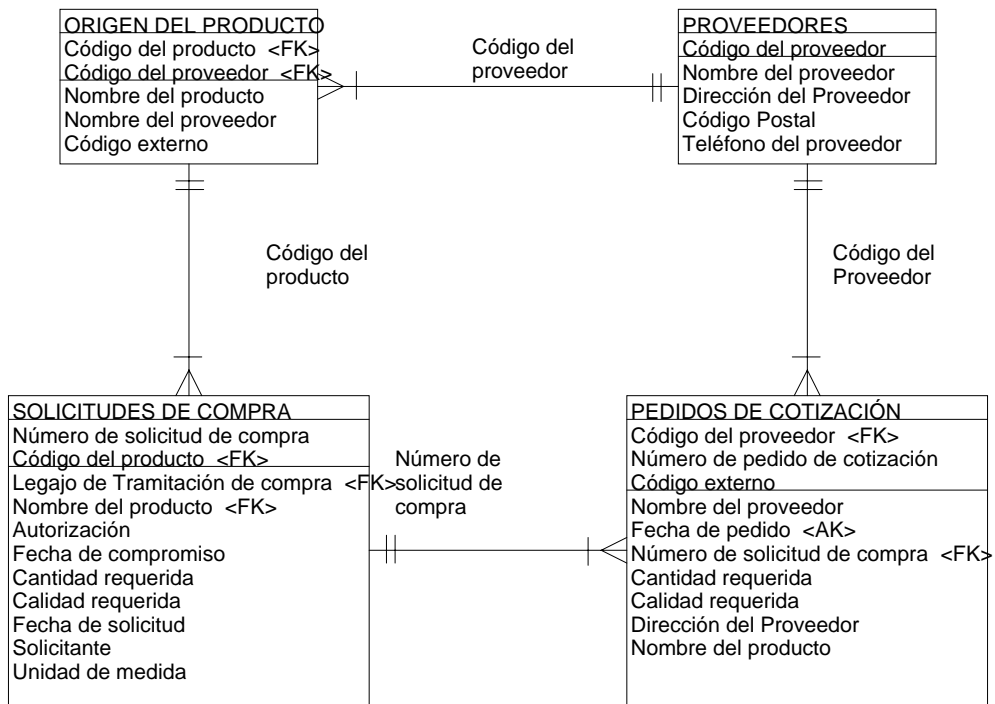 ORIGEN DEL PRODUCTO
Código del producto <FK>
Código del proveedor <FK>
Nombre del producto
Nombre del proveedor
Código externo
Código del
proveedor
PROVEEDORES
Código del proveedor
Nombre del proveedor
Dirección del Proveedor
Código Postal
Teléfono del proveedor
Código del
producto
Código del
Proveedor
SOLICITUDES DE COMPRA
Número de solicitud de compra
Código del producto <FK>
Legajo de Tramitación de compra <FK>
Nombre del producto <FK>
Autorización
Fecha de compromiso
Cantidad requerida
Calidad requerida
Fecha de solicitud
Solicitante
Unidad de medida
Número de
solicitud de
compra
PEDIDOS DE COTIZACIÓN
Código del proveedor <FK>
Número de pedido de cotización
Código externo
Nombre del proveedor
Fecha de pedido <AK>
Número de solicitud de compra <FK>
Cantidad requerida
Calidad requerida
Dirección del Proveedor
Nombre del producto